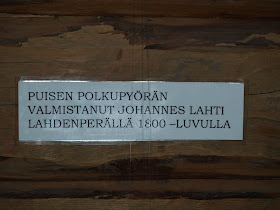 PUISEN POLKUPYÖRÄN
VALMISTANUT JOHANNES LAHTI
LAHDENPERÄLLÄ 1800 –LUVULLA